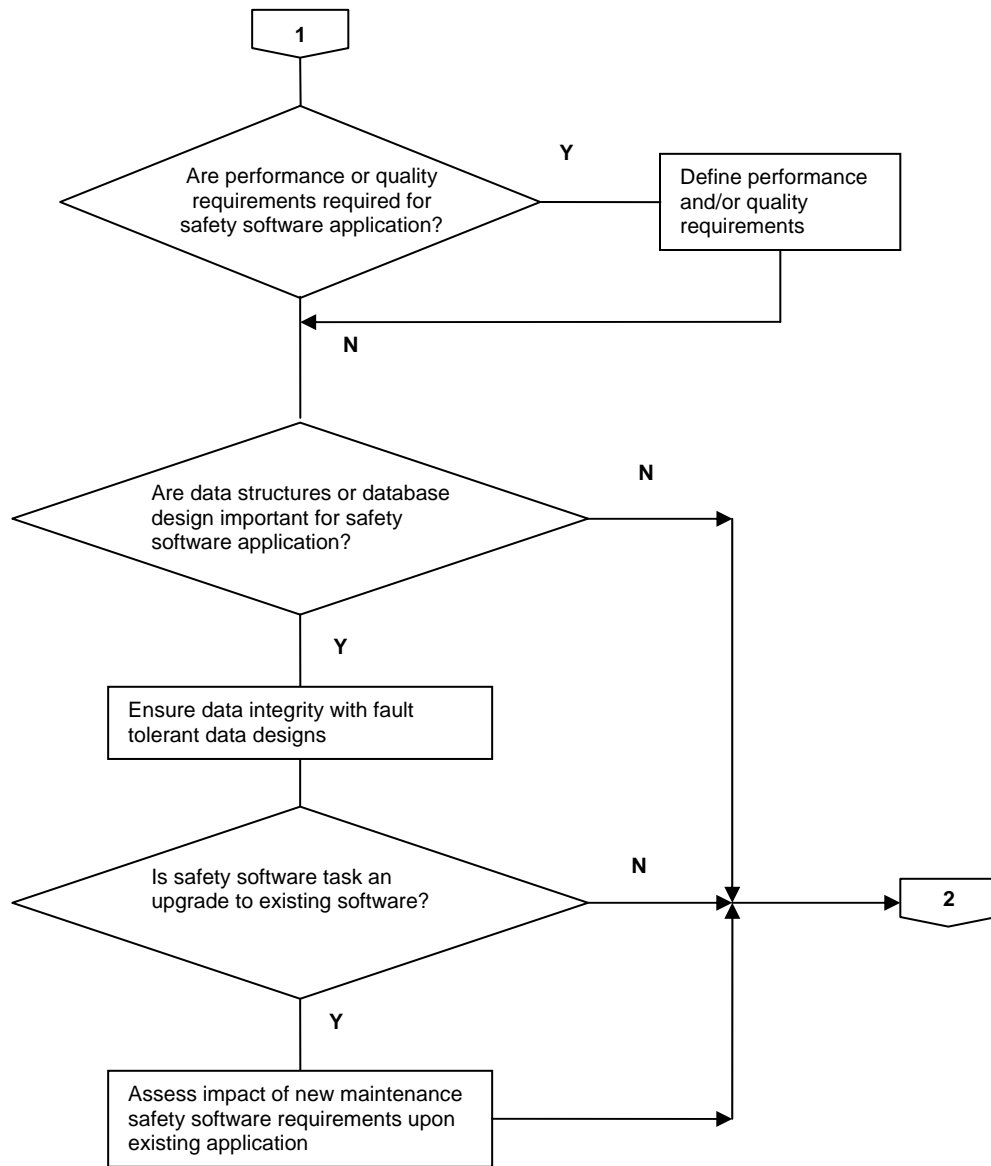 1
Are performance or quality
requirements required for
safety software application?
Y
Define performance
and/or quality
requirements
N
Are data structures or database
design important for safety
software application?
N
Y
Ensure data integrity with fault
tolerant data designs
Is safety software task an
upgrade to existing software?
N
2
Y
Assess impact of new maintenance
safety software requirements upon
existing application